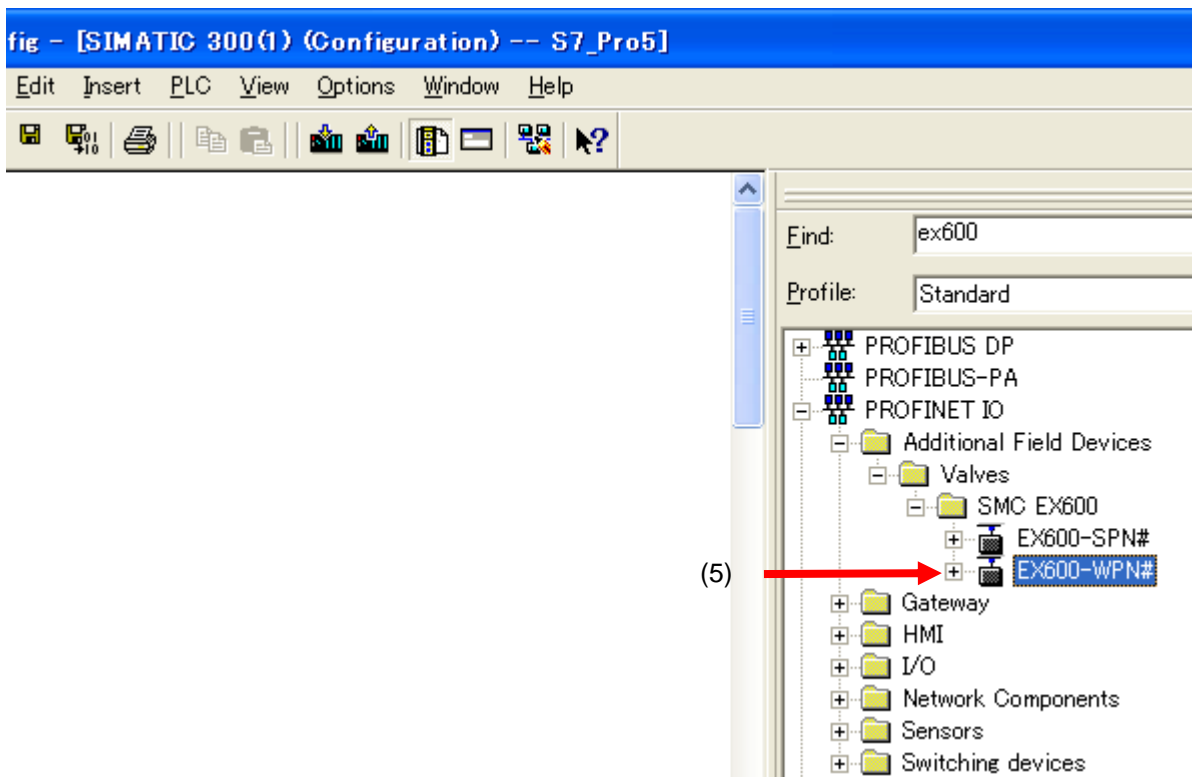 fig - [SIMATIC 300(1) (Configuration) -- S7_Pro5]
Edit Insert PLC View Options Window Help
Find: ex600
Profile: Standard
PROFIBUS DP
PROFIBUS-PA
PROFINET IO
Additional Field Devices
Valves
SMC EX600
EX600-SPN#
(5) EX600-WPN#
Gateway
HMI
I/O
Network Components
Sensors
Switching devices